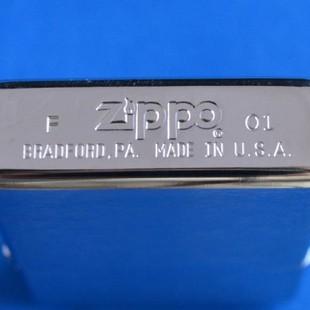 F Zippo ® 01
BRADFORD, PA. MADE IN U.S.A.